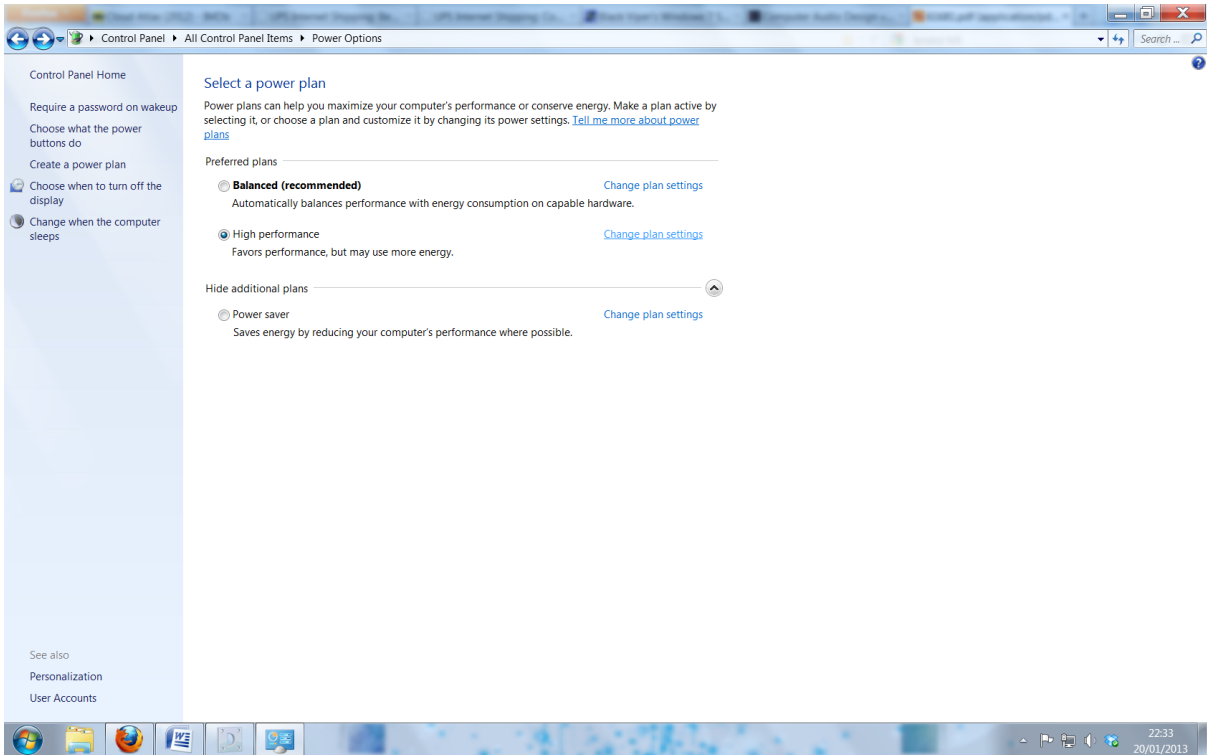 Control Panel ▸ All Control Panel Items ▸ Power Options
Search ...
Control Panel Home
Require a password on wakeup
Choose what the power
buttons do
Create a power plan
Choose when to turn off the
display
Change when the computer
sleeps
Select a power plan
Power plans can help you maximize your computer's performance or conserve energy. Make a plan active by
selecting it, or choose a plan and customize it by changing its power settings. Tell me more about power
plans
Preferred plans
Balanced (recommended) Change plan settings
Automatically balances performance with energy consumption on capable hardware.
High performance Change plan settings
Favors performance, but may use more energy.
Hide additional plans
Power saver Change plan settings
Saves energy by reducing your computer's performance where possible.
See also
Personalization
User Accounts
22:33
20/01/2013